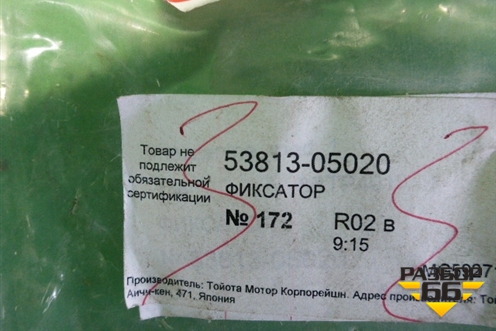 Товар не
подлежит
обязательной
сертификации
53813-05020
ФИКСАТОР
№ 172 R02 в
9:15
Производитель: Тойота Мотор Корпорейшн. Адрес
Аичи-кен, 471, Япония
РАЗБОР
66